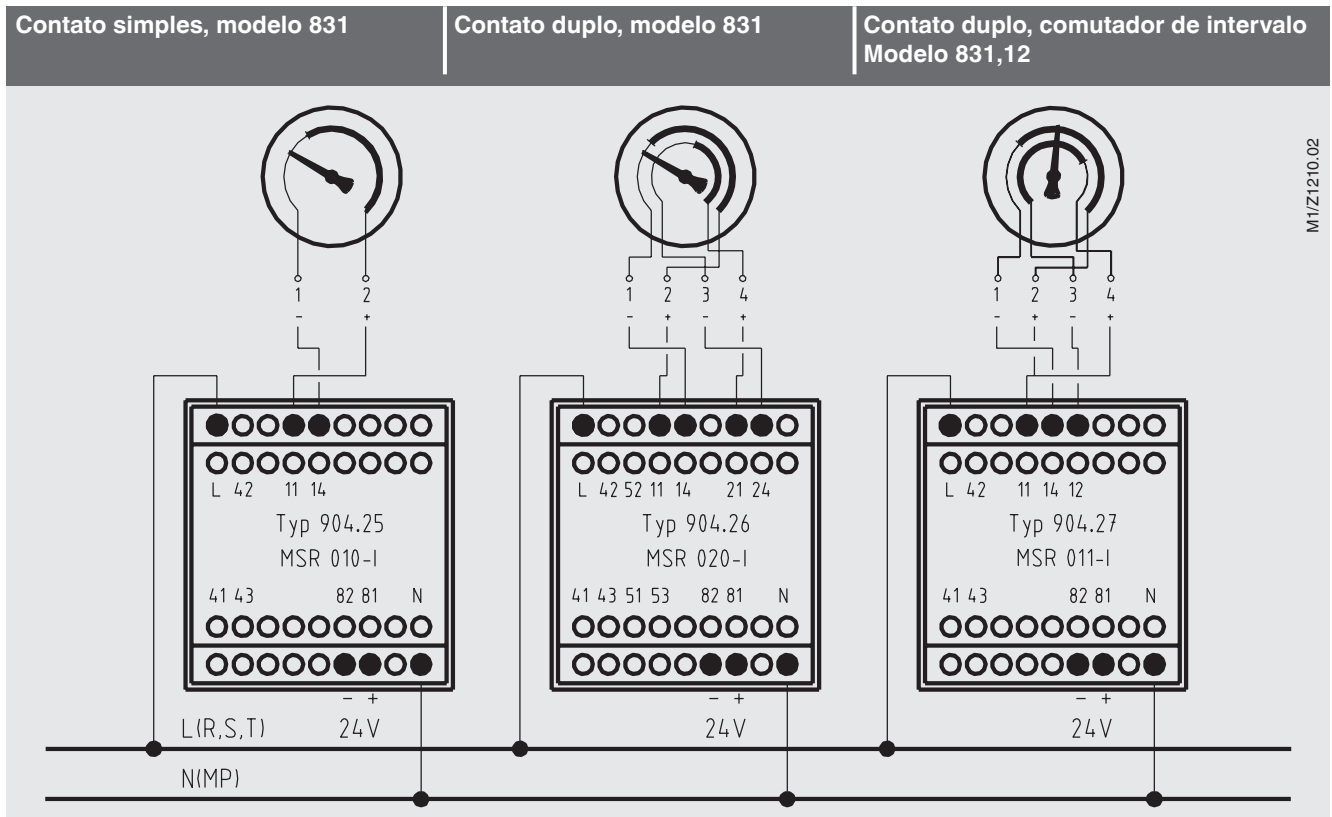 Contato simples, modelo 831
Contato duplo, modelo 831
Contato duplo, comutador de intervalo
Modelo 831,12
M1/Z1210.02
1 2
- +
1 2 3 4
- + - +
1 2 3 4
- + - +
L 42 11 14
Typ 904.25
MSR 010-I
41 43 82 81 N
- +
24V
L 42 52 11 14 21 24
Typ 904.26
MSR 020-I
41 43 51 53 82 81 N
- +
24V
L 42 11 14 12
Typ 904.27
MSR 011-I
41 43 82 81 N
- +
24V
L(R,S,T)
N(MP)